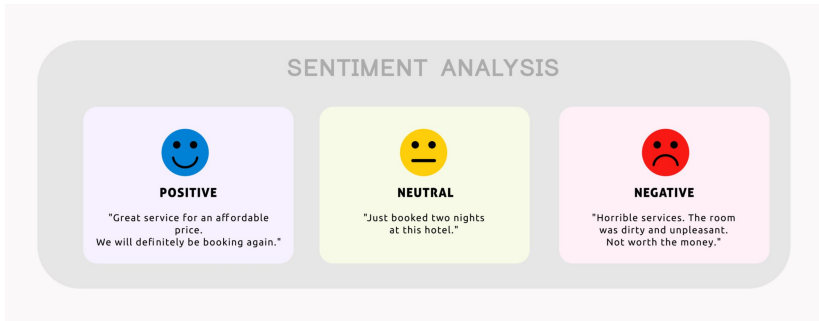 SENTIMENT ANALYSIS
POSITIVE
"Great service for an affordable
price.
We will definitely be booking again."
NEUTRAL
"Just booked two nights
at this hotel."
NEGATIVE
"Horrible services. The room
was dirty and unpleasant.
Not worth the money."